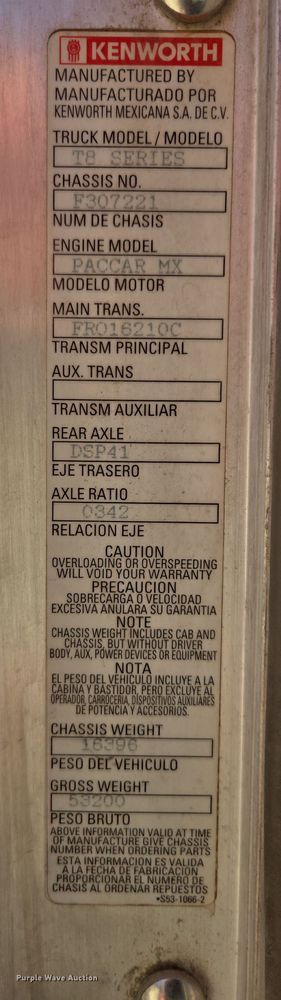 KENWORTH
MANUFACTURED BY
MANUFACTURADO POR
KENWORTH MEXICANA S.A. DE C.V.
TRUCK MODEL / MODELO
T8 SERIES
CHASSIS NO.
F307221
NUM DE CHASIS
ENGINE MODEL
PACCAR MX
MODELO MOTOR
MAIN TRANS.
FRO16210C
TRANSM PRINCIPAL
AUX. TRANS
TRANSM AUXILIAR
REAR AXLE
DSP41
EJE TRASERO
AXLE RATIO
0342
RELACION EJE
CAUTION
OVERLOADING OR OVERSPEEDING
WILL VOID YOUR WARRANTY
PRECAUCION
SOBRECARGA O VELOCIDAD
EXCESIVA ANULARA SU GARANTIA
NOTE
CHASSIS WEIGHT INCLUDES CAB AND
CHASSIS, BUT WITHOUT DRIVER
BODY, AUX, POWER DEVICES OR EQUIPMENT
NOTA
EL PESO DEL VEHICULO INCLUYE A LA
CABINA Y BASTIDOR, PERO EXCLUYE AL
OPERADOR, CARROCERIA, DISPOSITIVOS AUXILIARES
DE POTENCIA Y ACCESORIOS.
CHASSIS WEIGHT
16396
PESO DEL VEHICULO
GROSS WEIGHT
53200
PESO BRUTO
ABOVE INFORMATION VALID AT TIME
OF MANUFACTURE GIVE CHASSIS
NUMBER WHEN ORDERING PARTS
ESTA INFORMACION ES VALIDA
A LA FECHA DE FABRICACION
PROPORCIONAR EL NUMERO DE
CHASIS AL ORDENAR REPUESTOS
•S53-1066-2
Purple Wave Auction